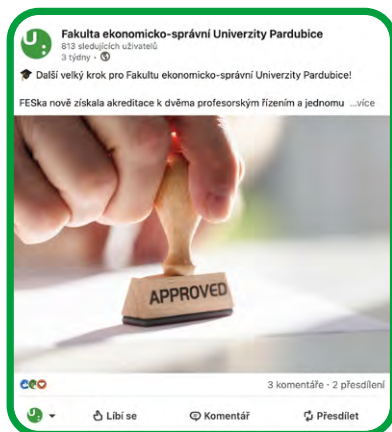 Fakulta ekonomicko-správní Univerzity Pardubice
813 sledujících uživatelů
3 týdny •
Další velký krok pro Fakultu ekonomicko-správní Univerzity Pardubice!
FESka nově získala akreditace k dvěma profesorským řízením a jednomu ...více
APPROVED
3 komentáře · 2 přesdílení
Líbí se Komentář Přesdílet